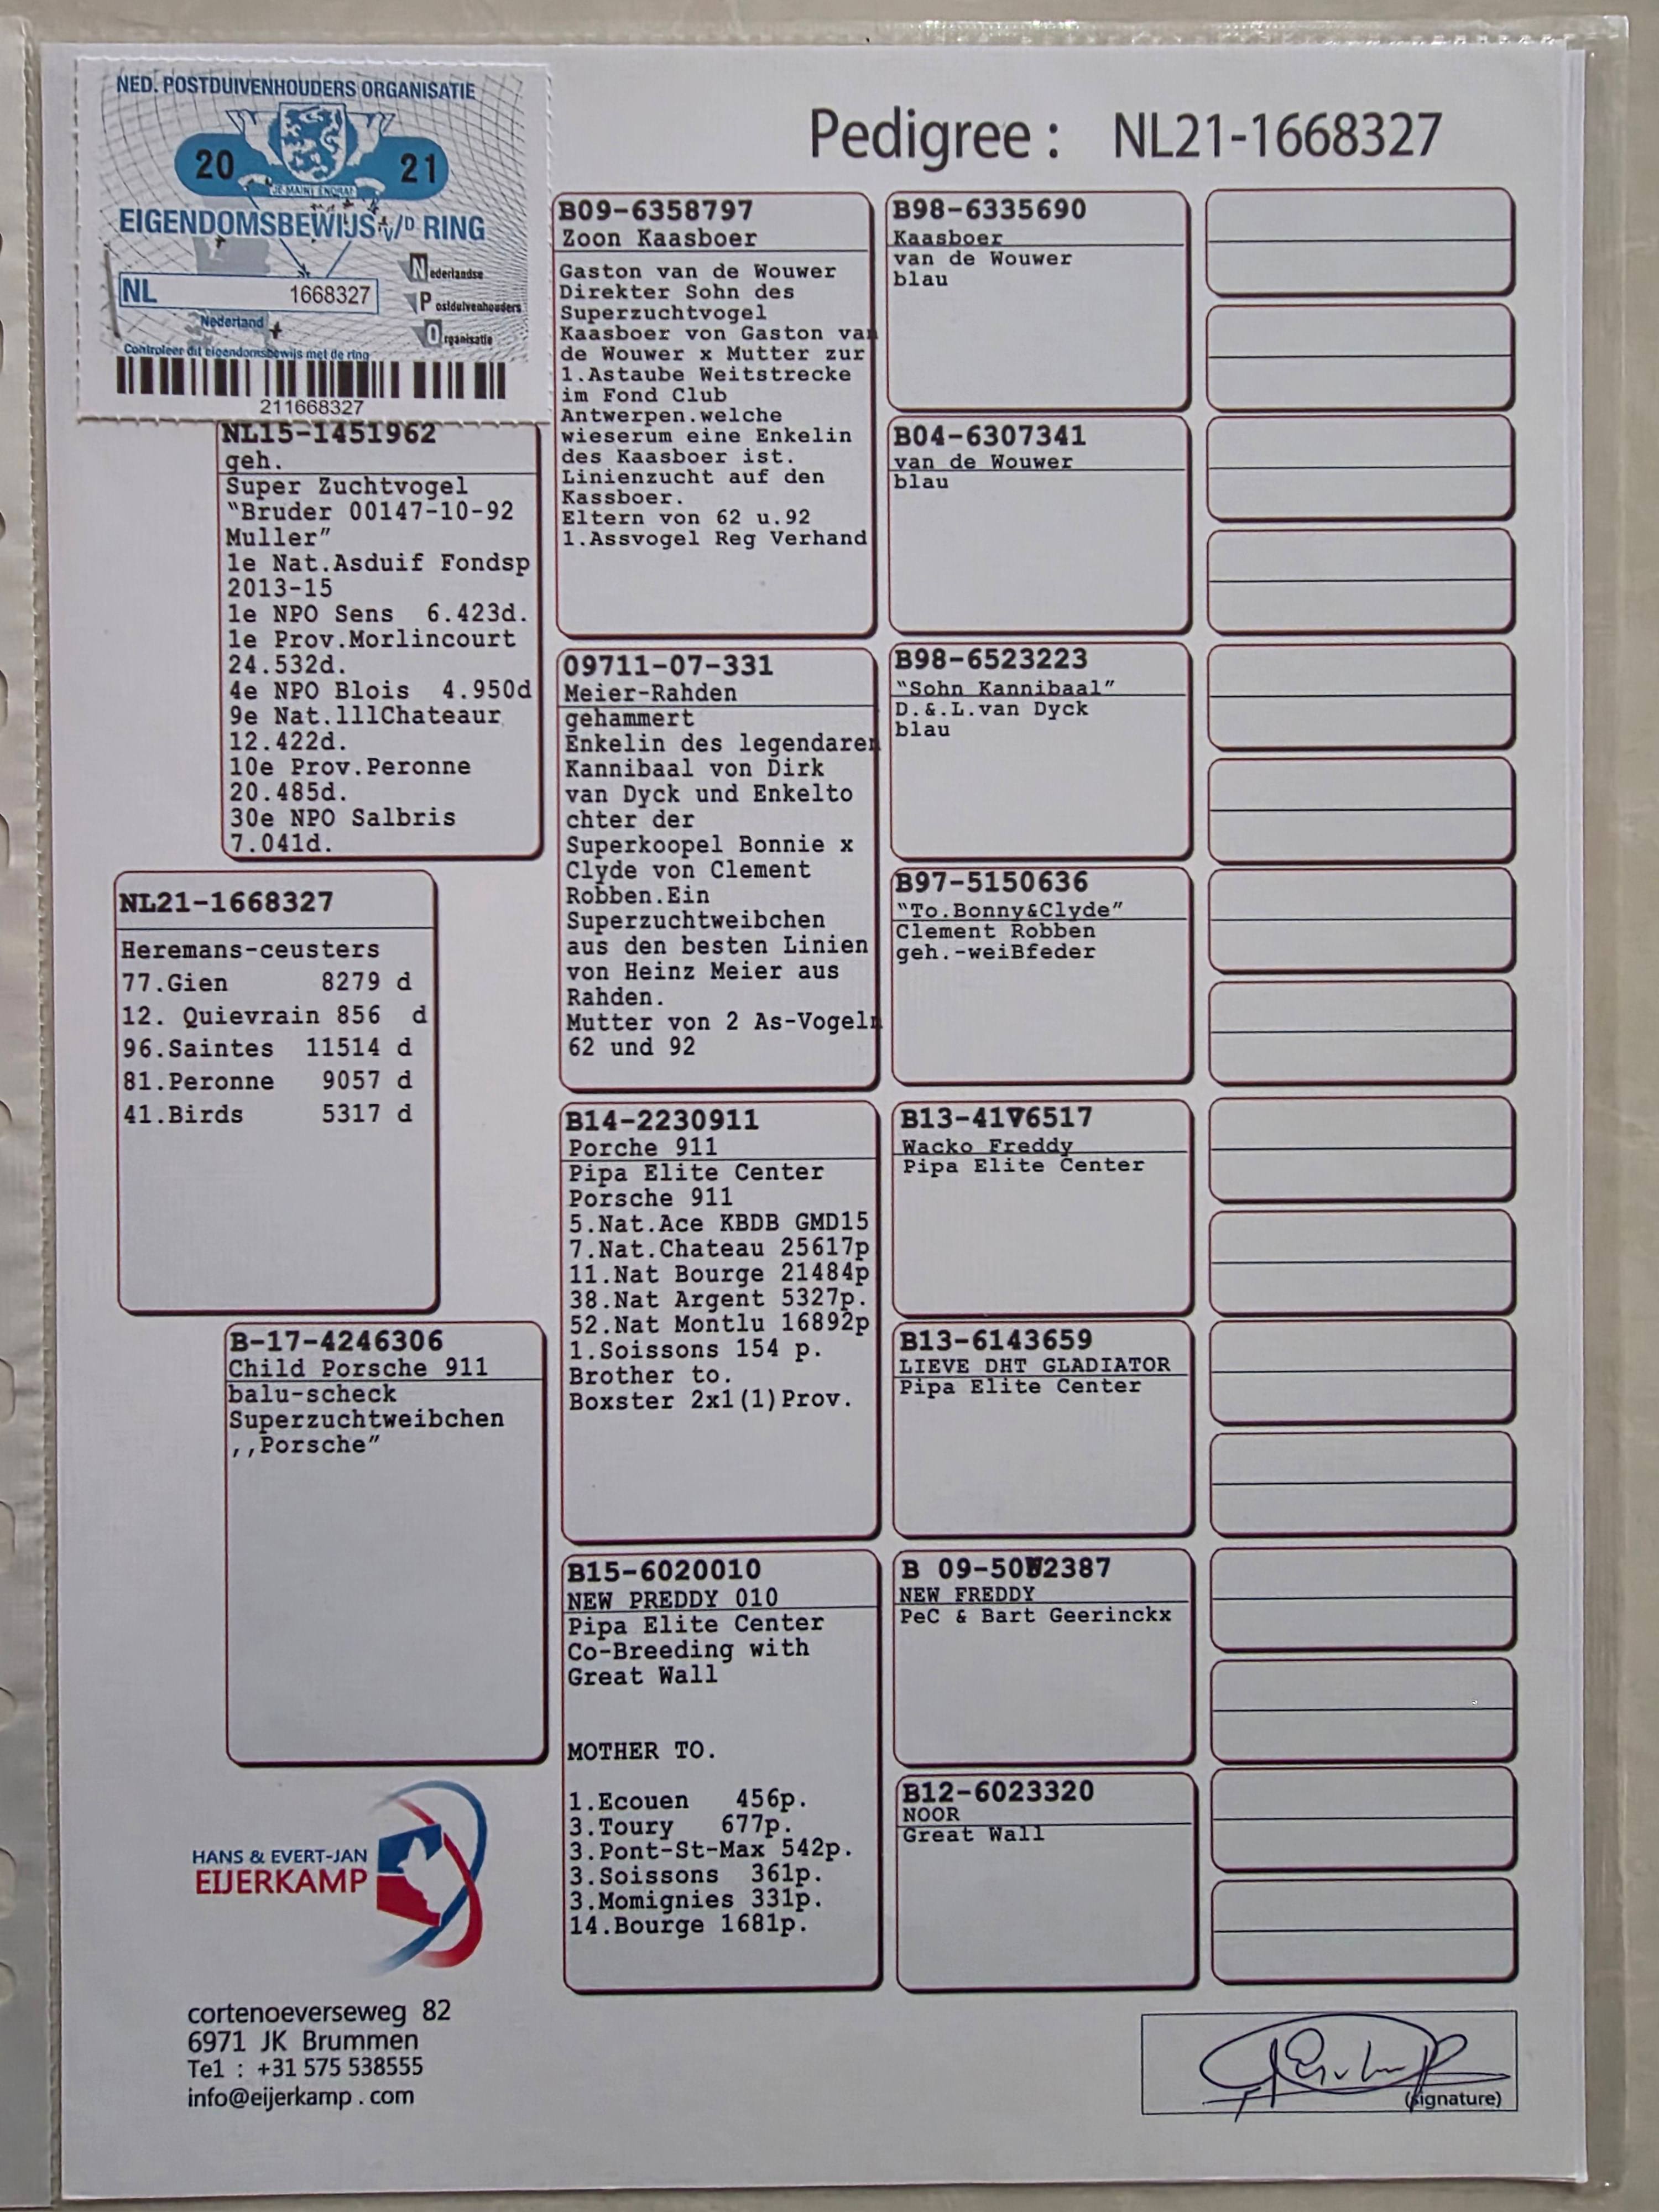 NED. POSTDUIVENHOUDERS ORGANISATIE
20 21
JE MAINTIENDRAI
EIGENDOMSBEWIJS V/D RING
NL 1668327
Nederland
Nederlandse
Postduivenhouders
Organisatie
Controleer dit eigendomsbewijs met de ring
211668327
Pedigree : NL21-1668327
NL15-1451962
geh.
Super Zuchtvogel
"Bruder 00147-10-92
Muller"
1e Nat.Asduif Fondsp
2013-15
1e NPO Sens 6.423d.
1e Prov.Morlincourt
24.532d.
4e NPO Blois 4.950d
9e Nat.lllChateaur
12.422d.
10e Prov.Peronne
20.485d.
30e NPO Salbris
7.041d.
NL21-1668327
Heremans-ceusters
77.Gien 8279 d
12. Quievrain 856 d
96.Saintes 11514 d
81.Peronne 9057 d
41.Birds 5317 d
B-17-4246306
Child Porsche 911
balu-scheck
Superzuchtweibchen
,,Porsche"
B09-6358797
Zoon Kaasboer
Gaston van de Wouwer
Direkter Sohn des
Superzuchtvogel
Kaasboer von Gaston van
de Wouwer x Mutter zur
1.Astaube Weitstrecke
im Fond Club
Antwerpen.welche
wieserum eine Enkelin
des Kaasboer ist.
Linienzucht auf den
Kassboer.
Eltern von 62 u.92
1.Assvogel Reg Verhand
09711-07-331
Meier-Rahden
gehammert
Enkelin des legendaren
Kannibaal von Dirk
van Dyck und Enkelto
chter der
Superkoopel Bonnie x
Clyde von Clement
Robben.Ein
Superzuchtweibchen
aus den besten Linien
von Heinz Meier aus
Rahden.
Mutter von 2 As-Vogeln
62 und 92
B14-2230911
Porche 911
Pipa Elite Center
Porsche 911
5.Nat.Ace KBDB GMD15
7.Nat.Chateau 25617p
11.Nat Bourge 21484p
38.Nat Argent 5327p.
52.Nat Montlu 16892p
1.Soissons 154 p.
Brother to.
Boxster 2x1(1)Prov.
B15-6020010
NEW PREDDY 010
Pipa Elite Center
Co-Breeding with
Great Wall
MOTHER TO.
1.Ecouen 456p.
3.Toury 677p.
3.Pont-St-Max 542p.
3.Soissons 361p.
3.Momignies 331p.
14.Bourge 1681p.
B98-6335690
Kaasboer
van de Wouwer
blau
B04-6307341
van de Wouwer
blau
B98-6523223
"Sohn Kannibaal"
D.&.L.van Dyck
blau
B97-5150636
"To.Bonny&Clyde"
Clement Robben
geh.-weiBfeder
Wacko Freddy
Pipa Elite Center
B13-6143659
LIEVE DHT GLADIATOR
Pipa Elite Center
NEW FREDDY
PeC & Bart Geerinckx
B12-6023320
NOOR
Great Wall
HANS & EVERT-JAN
EIJERKAMP
cortenoeverseweg 82
6971 JK Brummen
Te1 : +31 575 538555
info@eijerkamp . com
(signature)